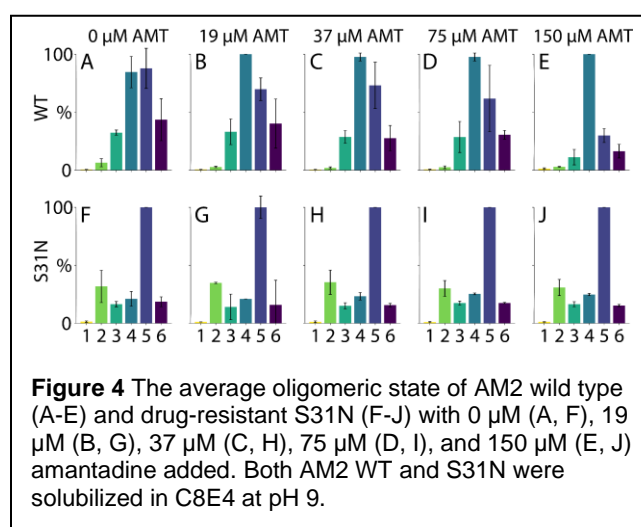 0 µM AMT 19 µM AMT 37 µM AMT 75 µM AMT 150 µM AMT
100 A B C D E
%
WT
0
100 F G H I J
%
S31N
0
1 2 3 4 5 6 1 2 3 4 5 6 1 2 3 4 5 6 1 2 3 4 5 6 1 2 3 4 5 6
Figure 4 The average oligomeric state of AM2 wild type
(A-E) and drug-resistant S31N (F-J) with 0 µM (A, F), 19
µM (B, G), 37 µM (C, H), 75 µM (D, I), and 150 µM (E, J)
amantadine added. Both AM2 WT and S31N were
solubilized in C8E4 at pH 9.